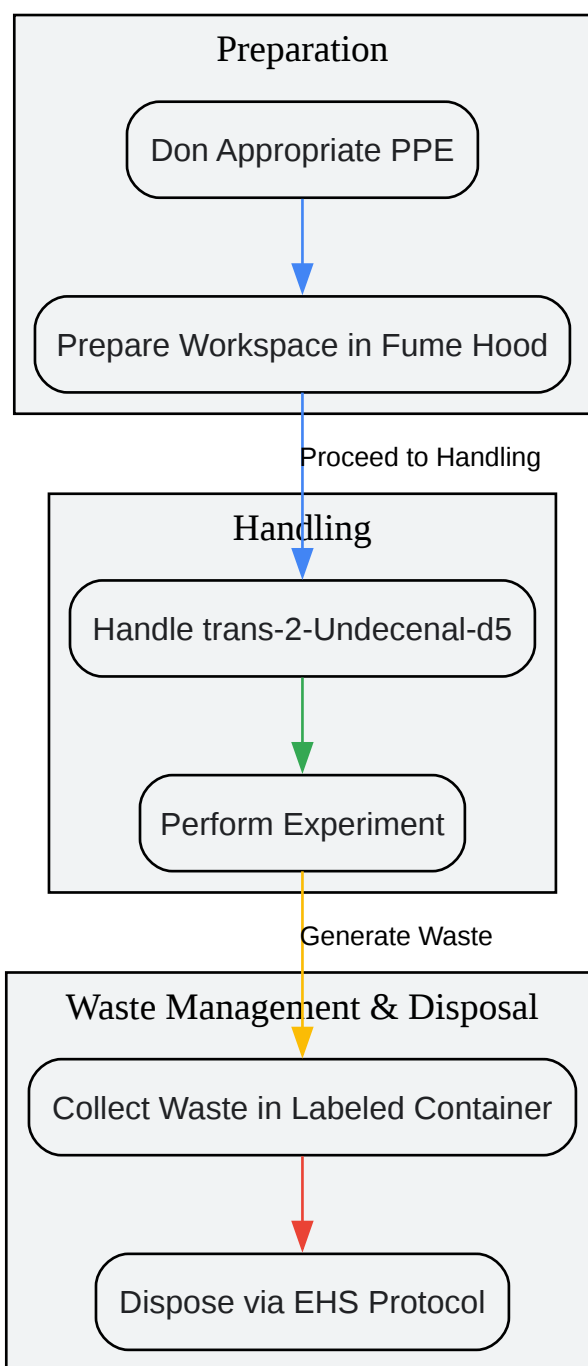 Preparation
Don Appropriate PPE
Prepare Workspace in Fume Hood
Proceed to Handling
Handling
Handle trans-2-Undecenal-d5
Perform Experiment
Generate Waste
Waste Management & Disposal
Collect Waste in Labeled Container
Dispose via EHS Protocol